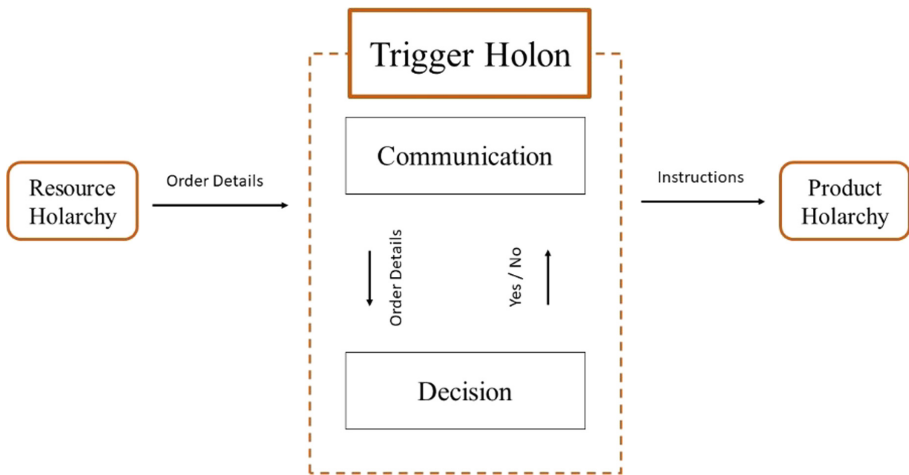 Trigger Holon
Communication
Resource
Holarchy
Order Details
Instructions
Product
Holarchy
Order Details
Yes / No
Decision